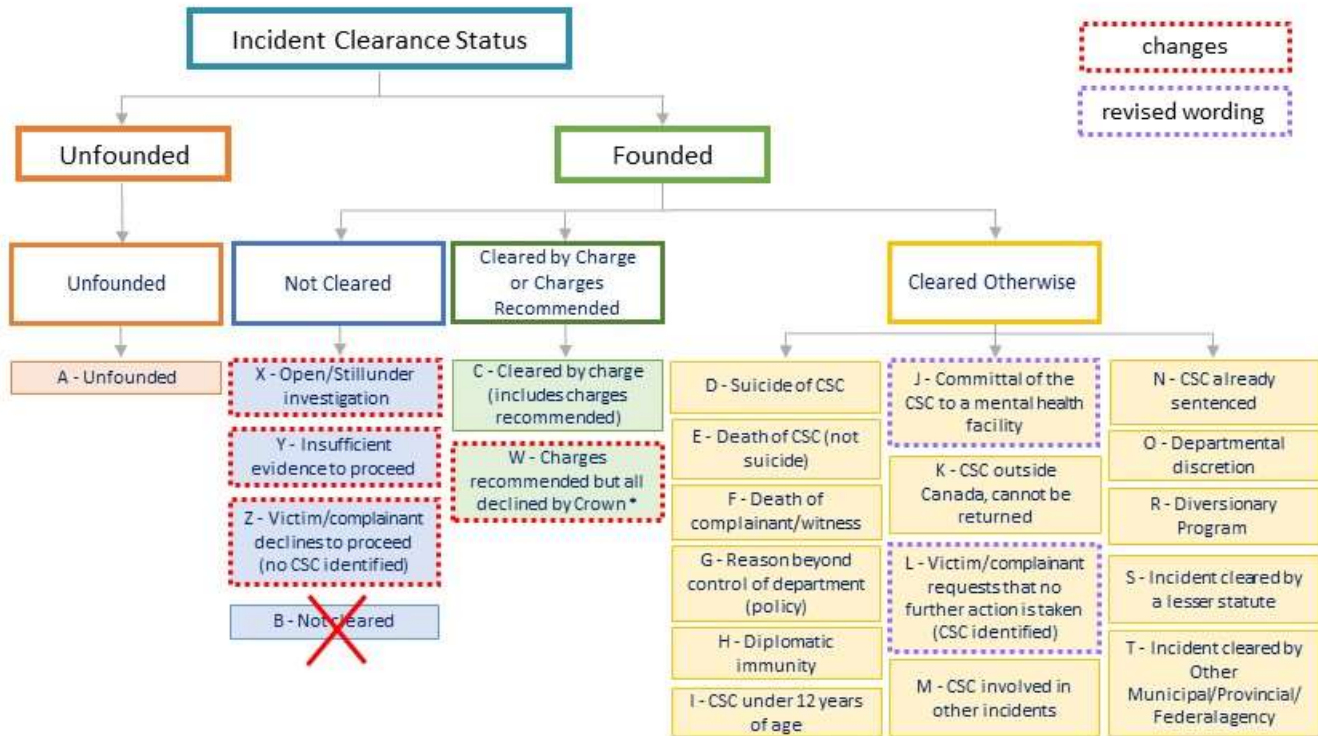 Incident Clearance Status
changes
revised wording
Unfounded
Founded
Unfounded
Not Cleared
Cleared by Charge
or Charges
Recommended
Cleared Otherwise
A - Unfounded
X - Open/Stillunder
investigation
Y - Insufficient
evidence to proceed
Z - Victim/complainant
declines to proceed
(no CSC identified)
B - Not cleared
C - Cleared by charge
(includes charges
recommended)
W - Charges
recommended but all
declined by Crown *
D - Suicide of CSC
E - Death of CSC (not
suicide)
F - Death of
complainant/witness
G - Reason beyond
control of department
(policy)
H - Diplomatic
immunity
I - CSC under 12 years
of age
J - Committal of the
CSC to a mental health
facility
K - CSC outside
Canada, cannot be
returned
L - Victim/complainant
requests that no
further action is taken
(CSC identified)
M - CSC involved in
other incidents
N - CSC already
sentenced
O - Departmental
discretion
R - Diversionary
Program
S - Incident cleared by
a lesser statute
T - Incident cleared by
Other
Municipal/Provincial/
Federalagency